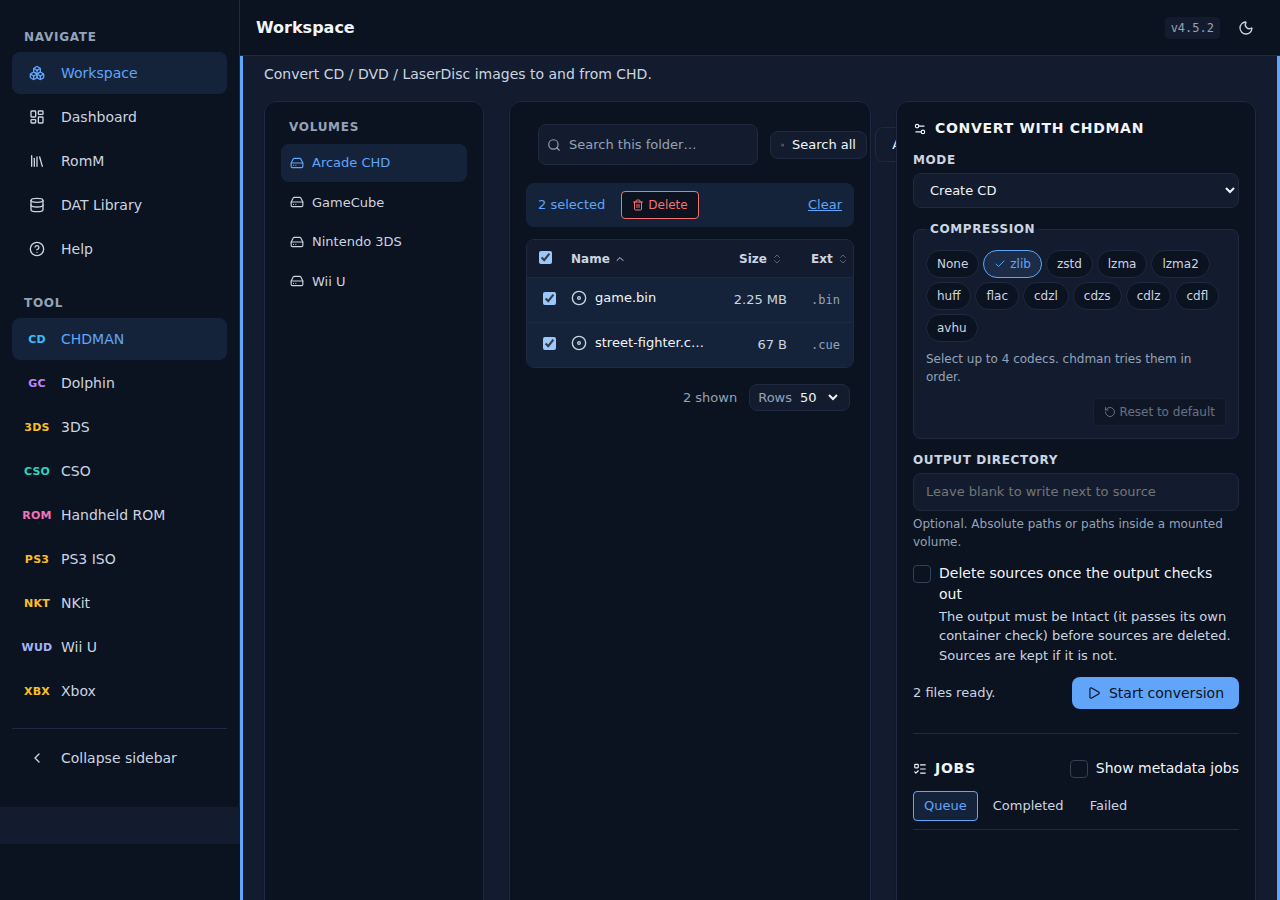 NAVIGATE
Workspace
Dashboard
RomM
DAT Library
Help
TOOL
CD CHDMAN
GC Dolphin
3DS 3DS
CSO CSO
ROM Handheld ROM
PS3 PS3 ISO
NKT NKit
WUD Wii U
XBX Xbox
Collapse sidebar
Workspace
v4.5.2
Convert CD / DVD / LaserDisc images to and from CHD.
VOLUMES
Arcade CHD
GameCube
Nintendo 3DS
Wii U
Search this folder…
Search all
2 selected Delete Clear
Name Size Ext
game.bin 2.25 MB .bin
street-fighter.c… 67 B .cue
2 shown Rows 50
CONVERT WITH CHDMAN
MODE
Create CD
COMPRESSION
None zlib zstd lzma lzma2
huff flac cdzl cdzs cdlz cdfl
avhu
Select up to 4 codecs. chdman tries them in
order.
Reset to default
OUTPUT DIRECTORY
Leave blank to write next to source
Optional. Absolute paths or paths inside a mounted
volume.
Delete sources once the output checks
out
The output must be Intact (it passes its own
container check) before sources are deleted.
Sources are kept if it is not.
2 files ready. Start conversion
JOBS Show metadata jobs
Queue Completed Failed